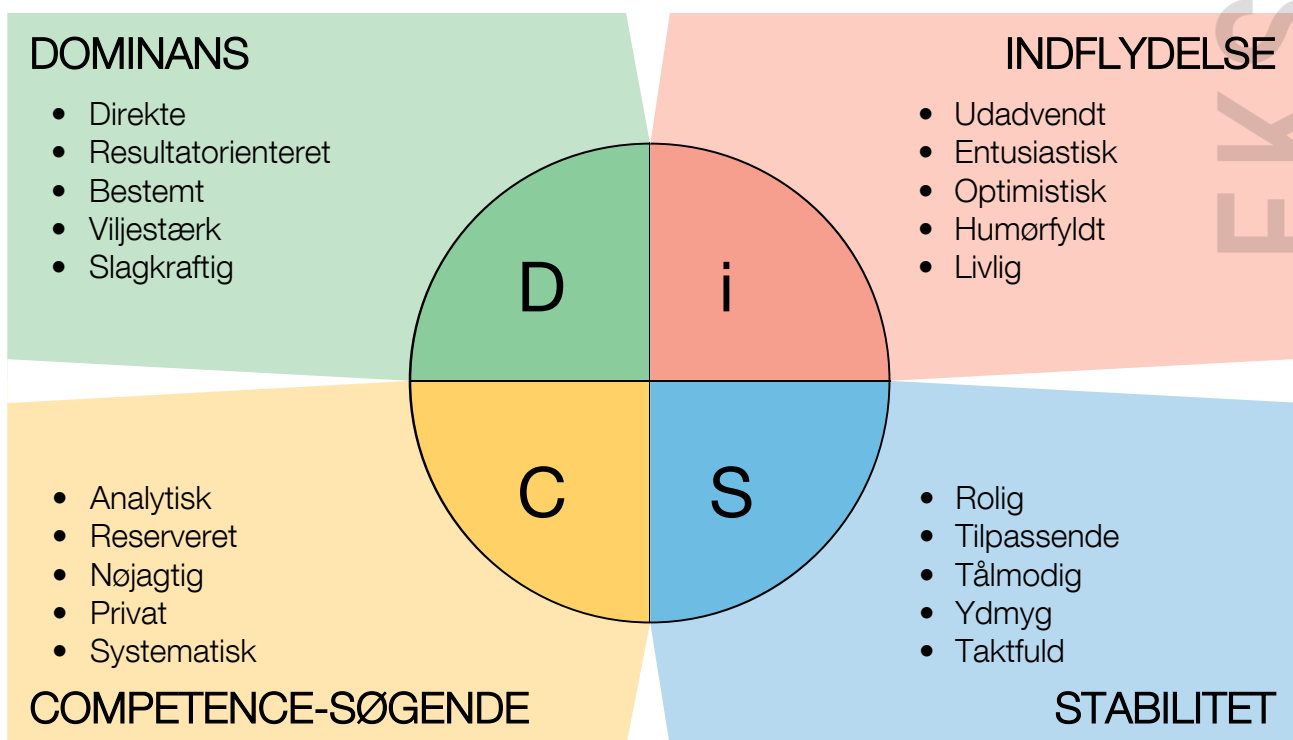 DOMINANS
• Direkte
• Resultatorienteret
• Bestemt
• Viljestærk
• Slagkraftig
INDFLYDELSE
• Udadvendt
• Entusiastisk
• Optimistisk
• Humørfyldt
• Livlig
D
i
C
S
• Analytisk
• Reserveret
• Nøjagtig
• Privat
• Systematisk
COMPETENCE-SØGENDE
• Rolig
• Tilpassende
• Tålmodig
• Ydmyg
• Taktfuld
STABILITET
EKS